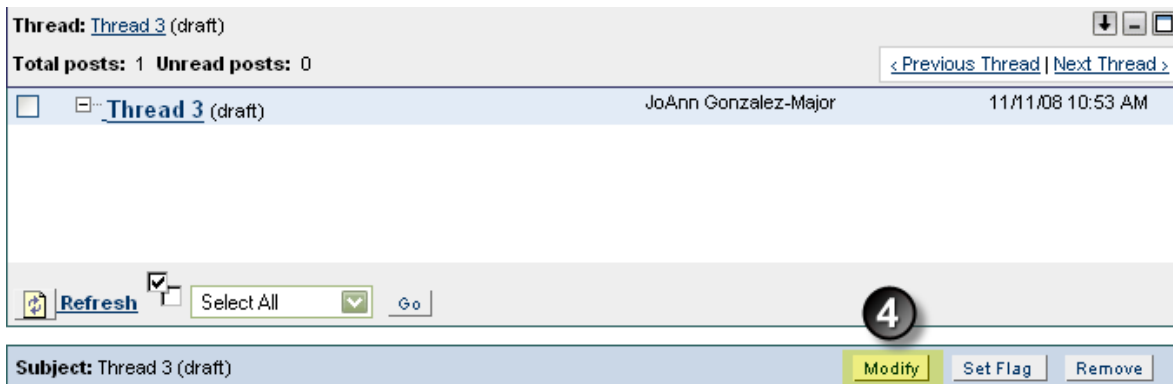 Thread: Thread 3 (draft)
Total posts: 1 Unread posts: 0
< Previous Thread | Next Thread >
Thread 3 (draft) JoAnn Gonzalez-Major 11/11/08 10:53 AM
Refresh Select All Go
4
Subject: Thread 3 (draft) Modify Set Flag Remove